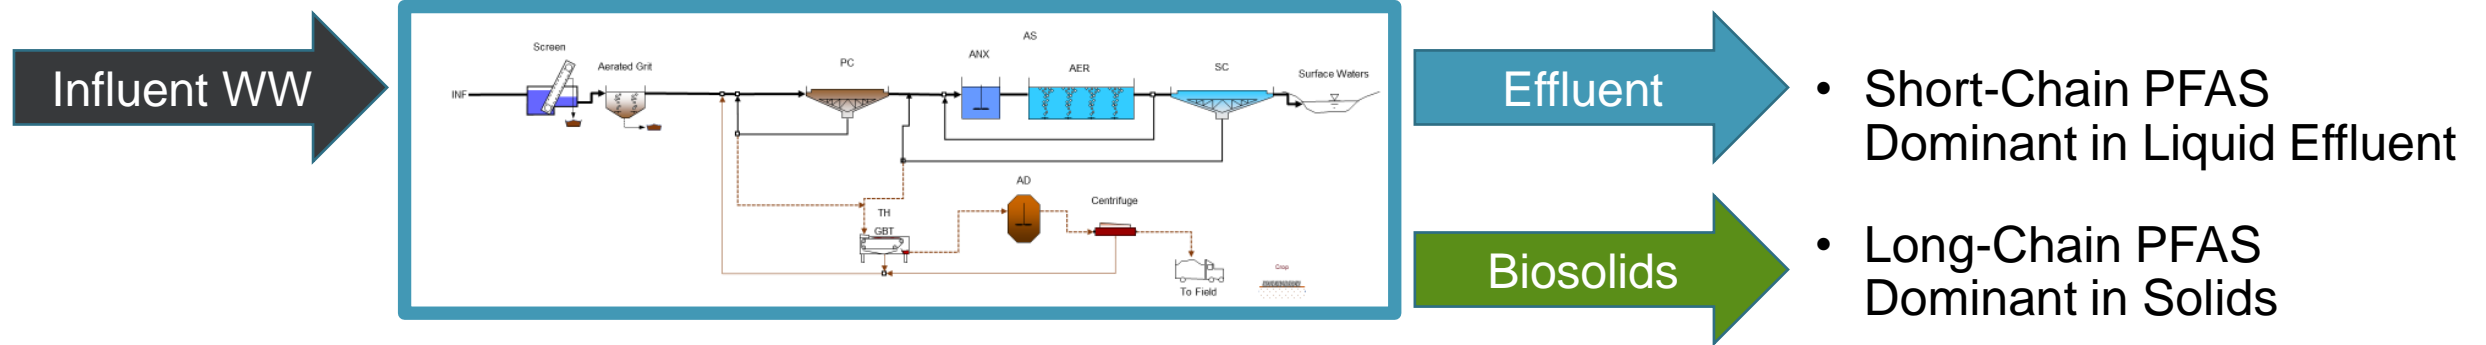 Influent WW
INF
Screen
Aerated Grit
PC
ANX
AS
AER
SC
Surface Waters
TH
GBT
AD
Centrifuge
To Field
Crop
Effluent
Biosolids
• Short-Chain PFAS
Dominant in Liquid Effluent
• Long-Chain PFAS
Dominant in Solids